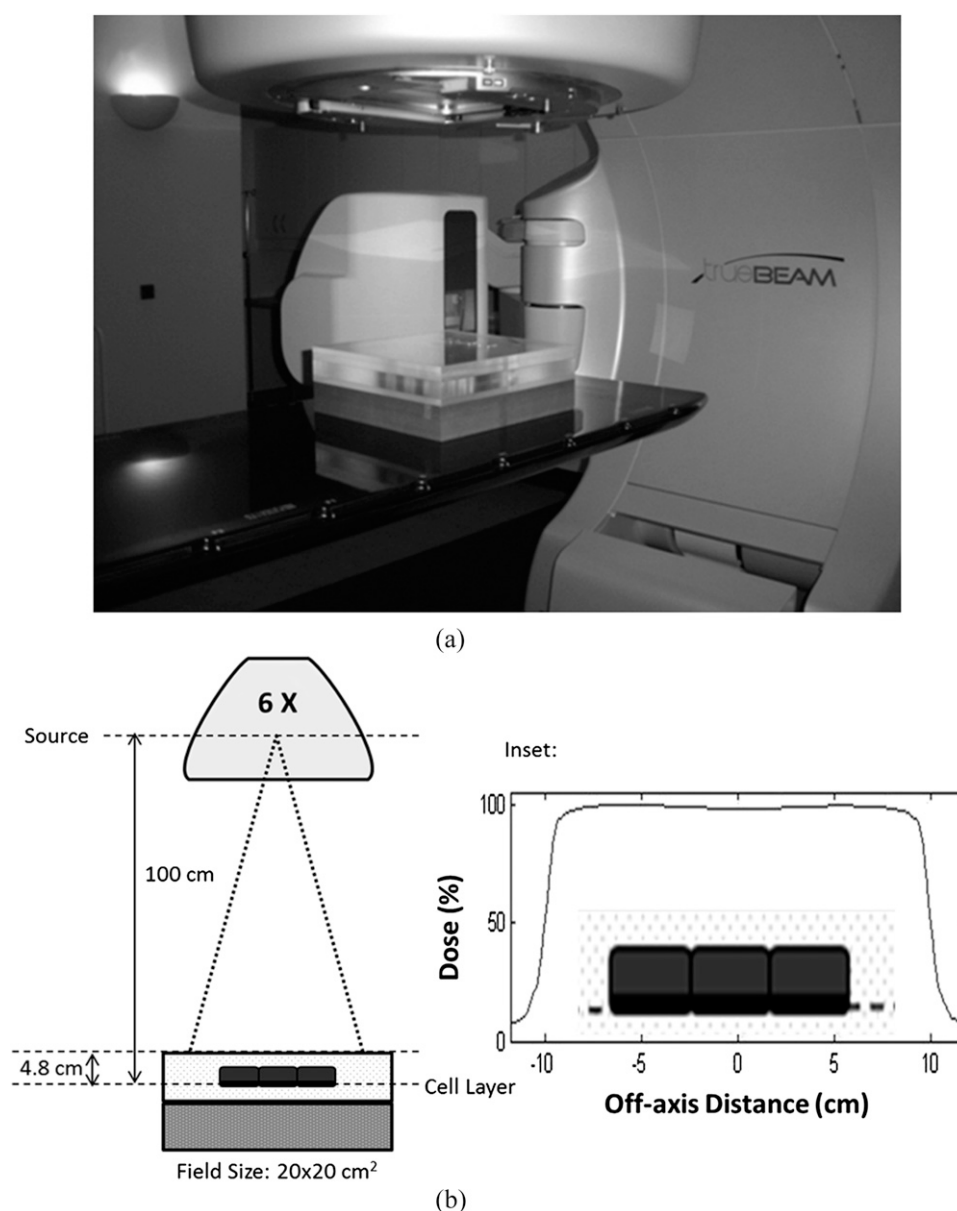 trueBEAM
(a)
6 X
Source
100 cm
4.8 cm
Cell Layer
Field Size: 20x20 cm²
Inset:
100
50
0
Dose (%)
-10 -5 0 5 10
Off-axis Distance (cm)
(b)